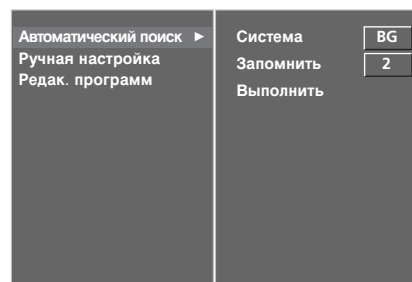 Автоматический поиск ►
Ручная настройка
Редак. программ
Система BG
Запомнить 2
Выполнить